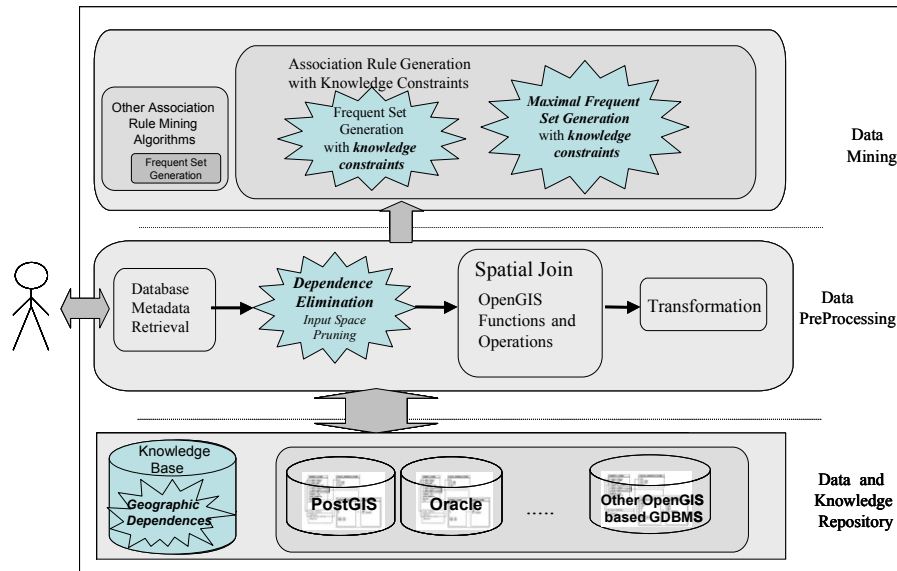 Association Rule Generation
with Knowledge Constraints
Other Association
Rule Mining
Algorithms
Frequent Set
Generation
Frequent Set
Generation
with knowledge
constraints
Maximal Frequent
Set Generation
with knowledge
constraints
Data
Mining
Database
Metadata
Retrieval
Dependence
Elimination
Input Space
Pruning
Spatial Join
OpenGIS
Functions and
Operations
Transformation
Data
PreProcessing
Knowledge
Base
Geographic
Dependences
PostGIS
Oracle
.....
Other OpenGIS
based GDBMS
Data and
Knowledge
Repository